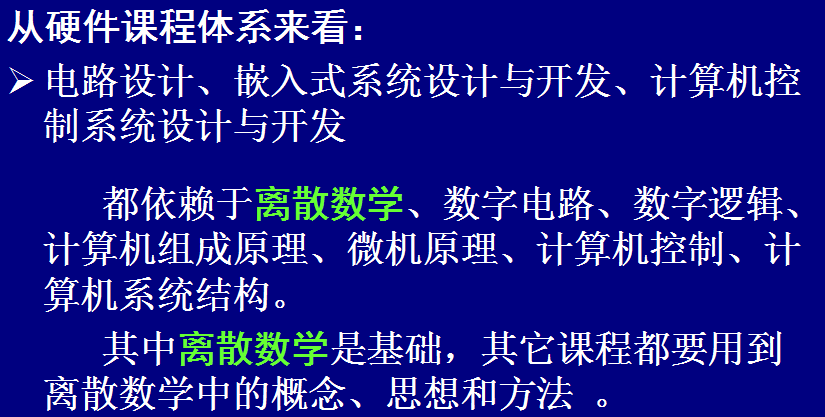 从硬件课程体系来看：
➢ 电路设计、嵌入式系统设计与开发、计算机控
制系统设计与开发
都依赖于离散数学、数字电路、数字逻辑、
计算机组成原理、微机原理、计算机控制、计
算机系统结构。
其中离散数学是基础，其它课程都要用到
离散数学中的概念、思想和方法 。